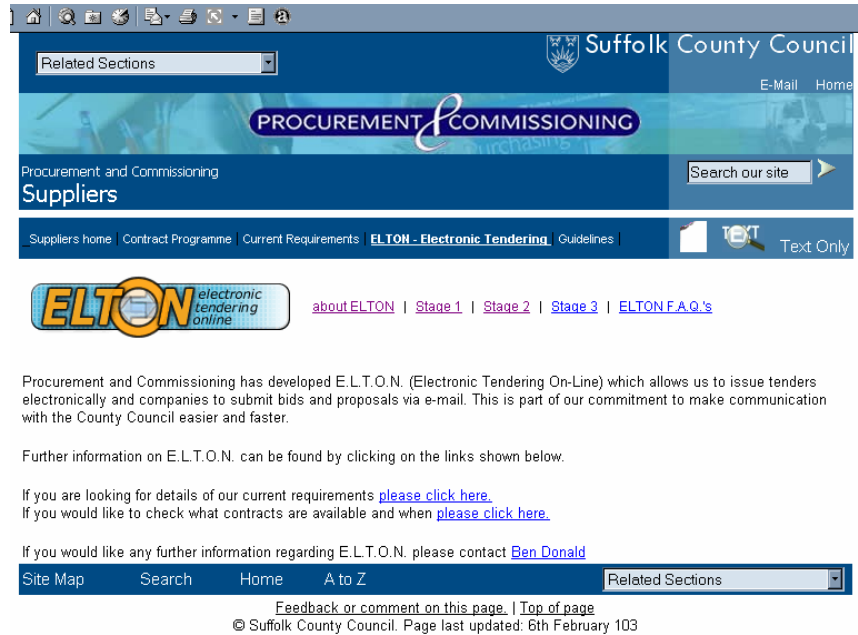 Suffolk County Council
Related Sections
E-Mail Home
PROCUREMENT & COMMISSIONING
Purchasing
Procurement and Commissioning
Suppliers
Search our site
Suppliers home | Contract Programme | Current Requirements | ELTON - Electronic Tendering | Guidelines |
TEXT
Text Only
ELTON electronic
tendering
online
about ELTON | Stage 1 | Stage 2 | Stage 3 | ELTON F.A.Q.'s
Procurement and Commissioning has developed E.L.T.O.N. (Electronic Tendering On-Line) which allows us to issue tenders
electronically and companies to submit bids and proposals via e-mail. This is part of our commitment to make communication
with the County Council easier and faster.
Further information on E.L.T.O.N. can be found by clicking on the links shown below.
If you are looking for details of our current requirements please click here.
If you would like to check what contracts are available and when please click here.
If you would like any further information regarding E.L.T.O.N. please contact Ben Donald
Site Map Search Home A to Z Related Sections
Feedback or comment on this page. | Top of page
© Suffolk County Council. Page last updated: 6th February 103